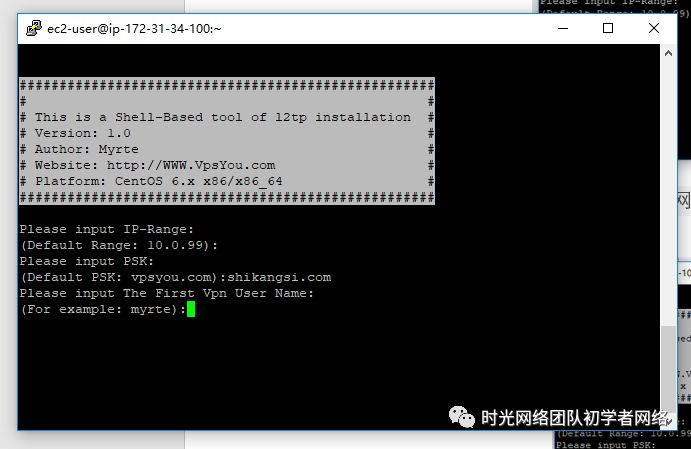 Please input IP-Range:
(Default Range: 10.0.99)
ec2-user@ip-172-31-34-100:~
####################################################
# #
# This is a Shell-Based tool of l2tp installation #
# Version: 1.0 #
# Author: Myrte #
# Website: http://WWW.VpsYou.com #
# Platform: CentOS 6.x x86/x86_64 #
####################################################
Please input IP-Range:
(Default Range: 10.0.99):
Please input PSK:
(Default PSK: vpsyou.com):shikangsi.com
Please input The First Vpn User Name:
(For example: myrte):
网
时光网络团队初学者网络
(Default Range: 10.0.99
Please input PSK: